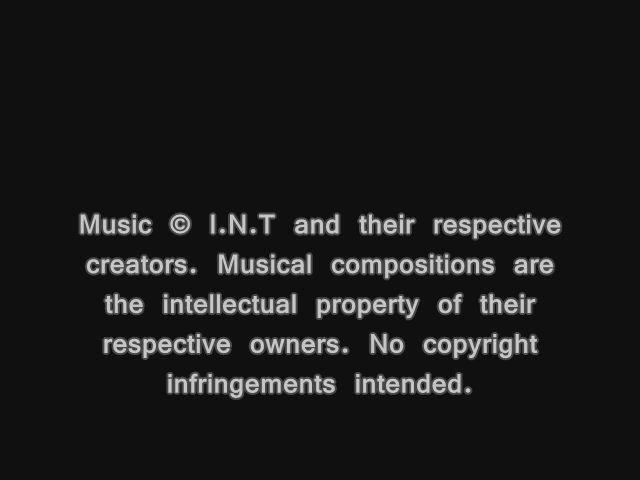 Music © I.N.T and their respective
creators. Musical compositions are
the intellectual property of their
respective owners. No copyright
infringements intended.